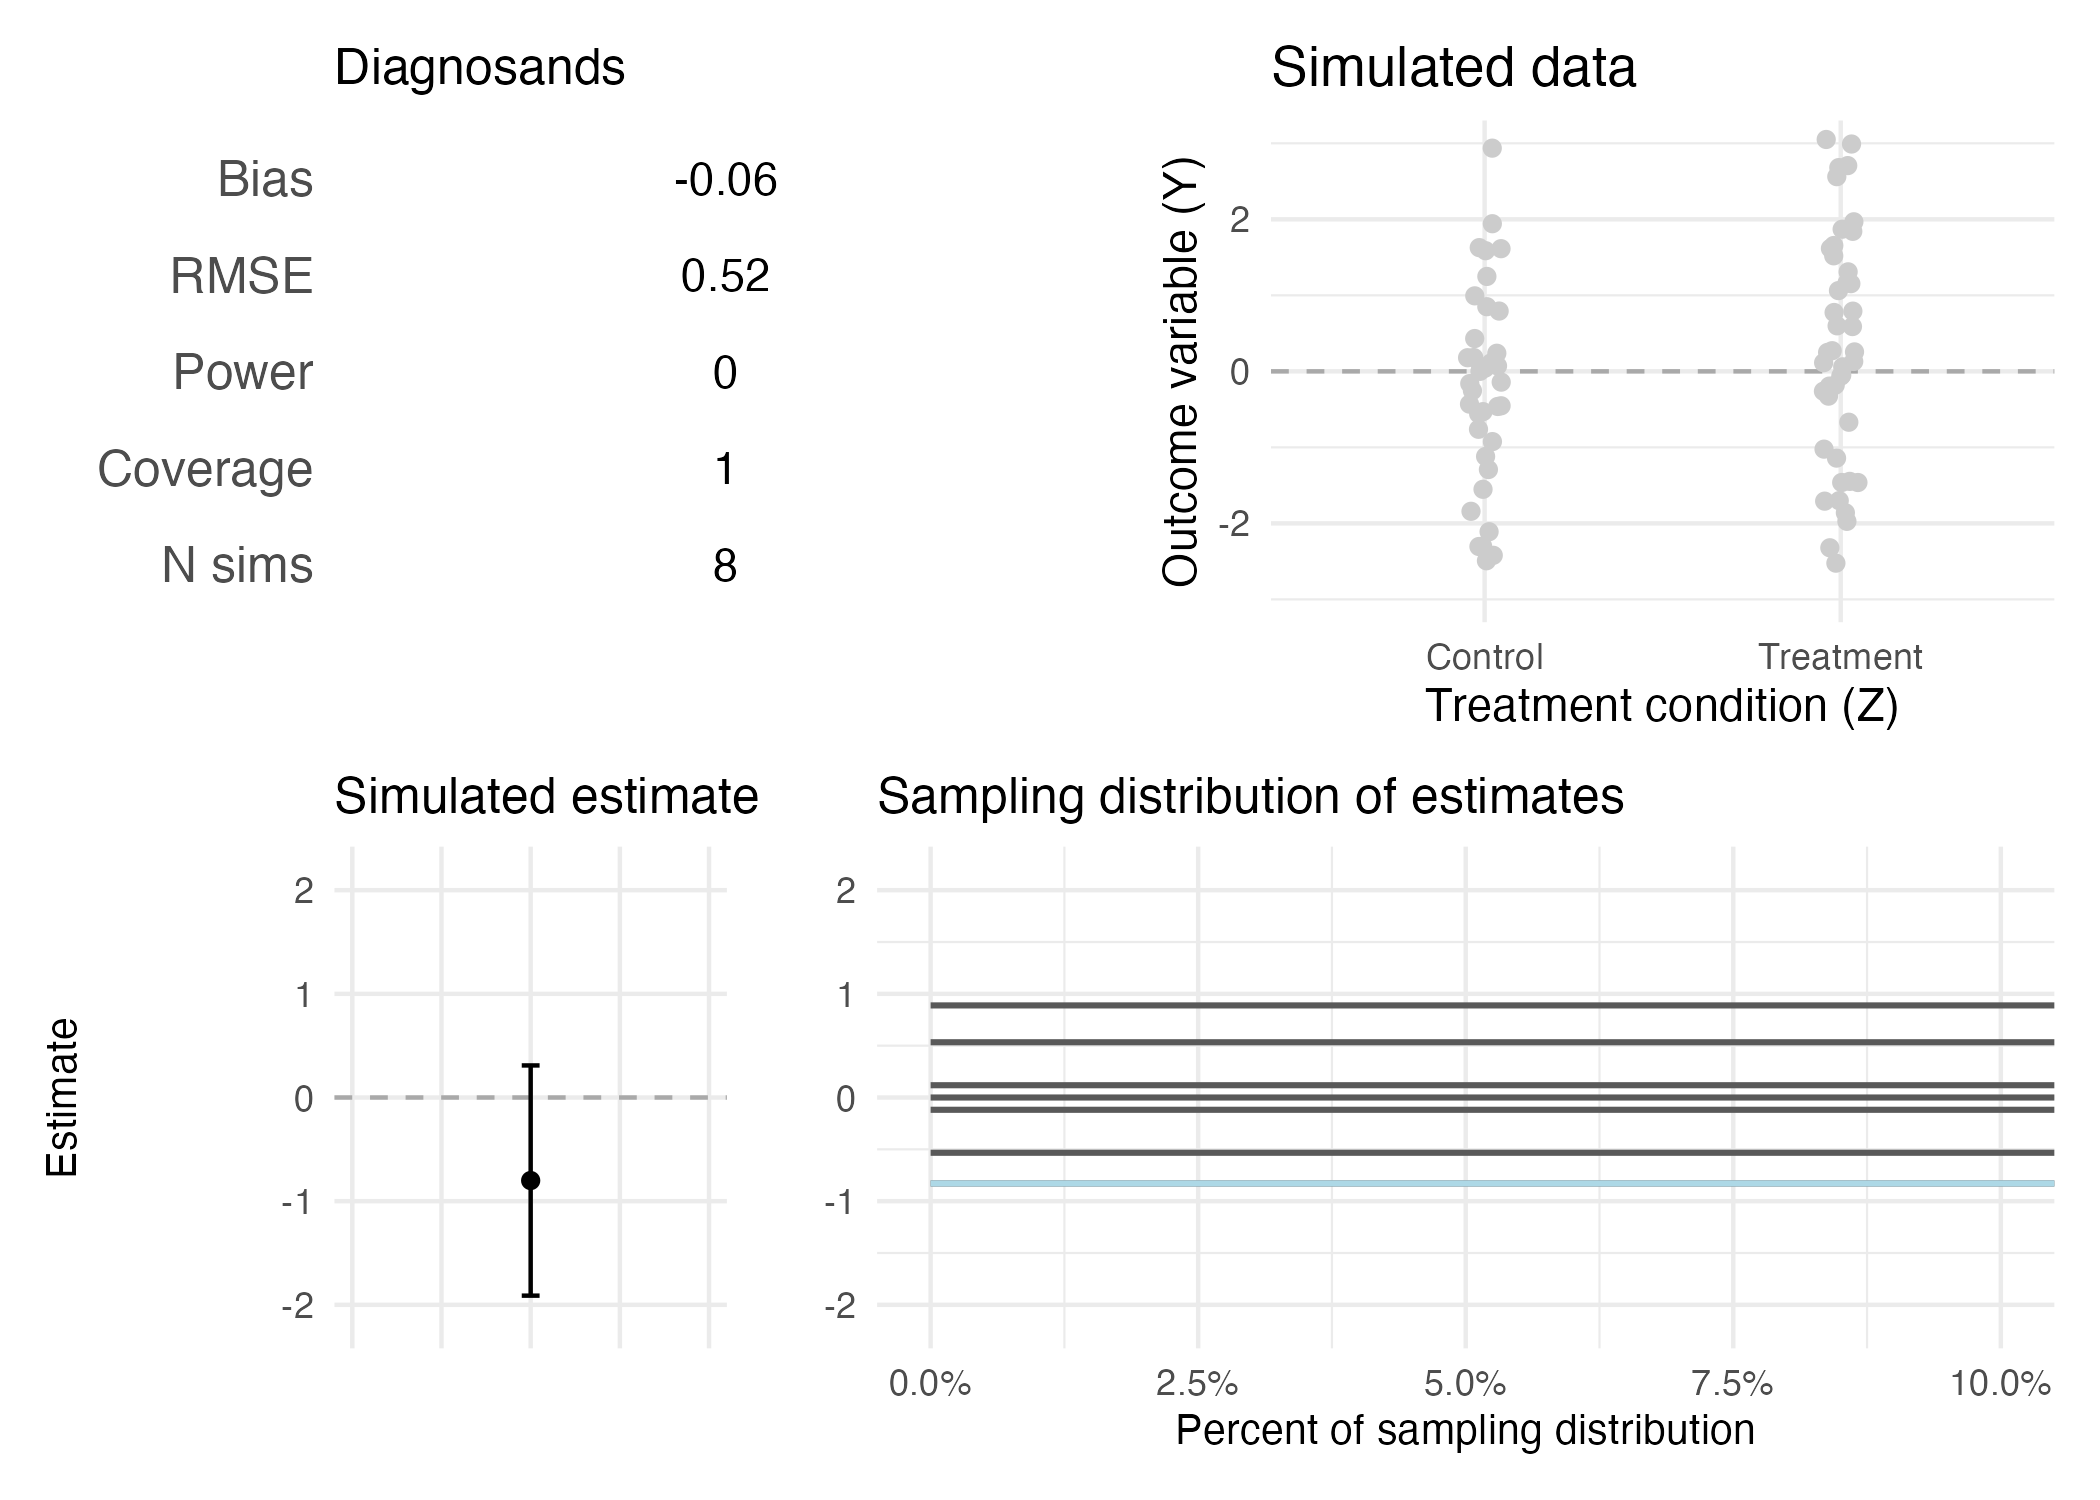 Diagnosands
Bias -0.06
RMSE 0.52
Power 0
Coverage 1
N sims 8
Simulated data
Outcome variable (Y)
2
0
-2
Control Treatment
Treatment condition (Z)
Simulated estimate
Estimate
2
1
0
-1
-2
Sampling distribution of estimates
2
1
0
-1
-2
0.0% 2.5% 5.0% 7.5% 10.0%
Percent of sampling distribution